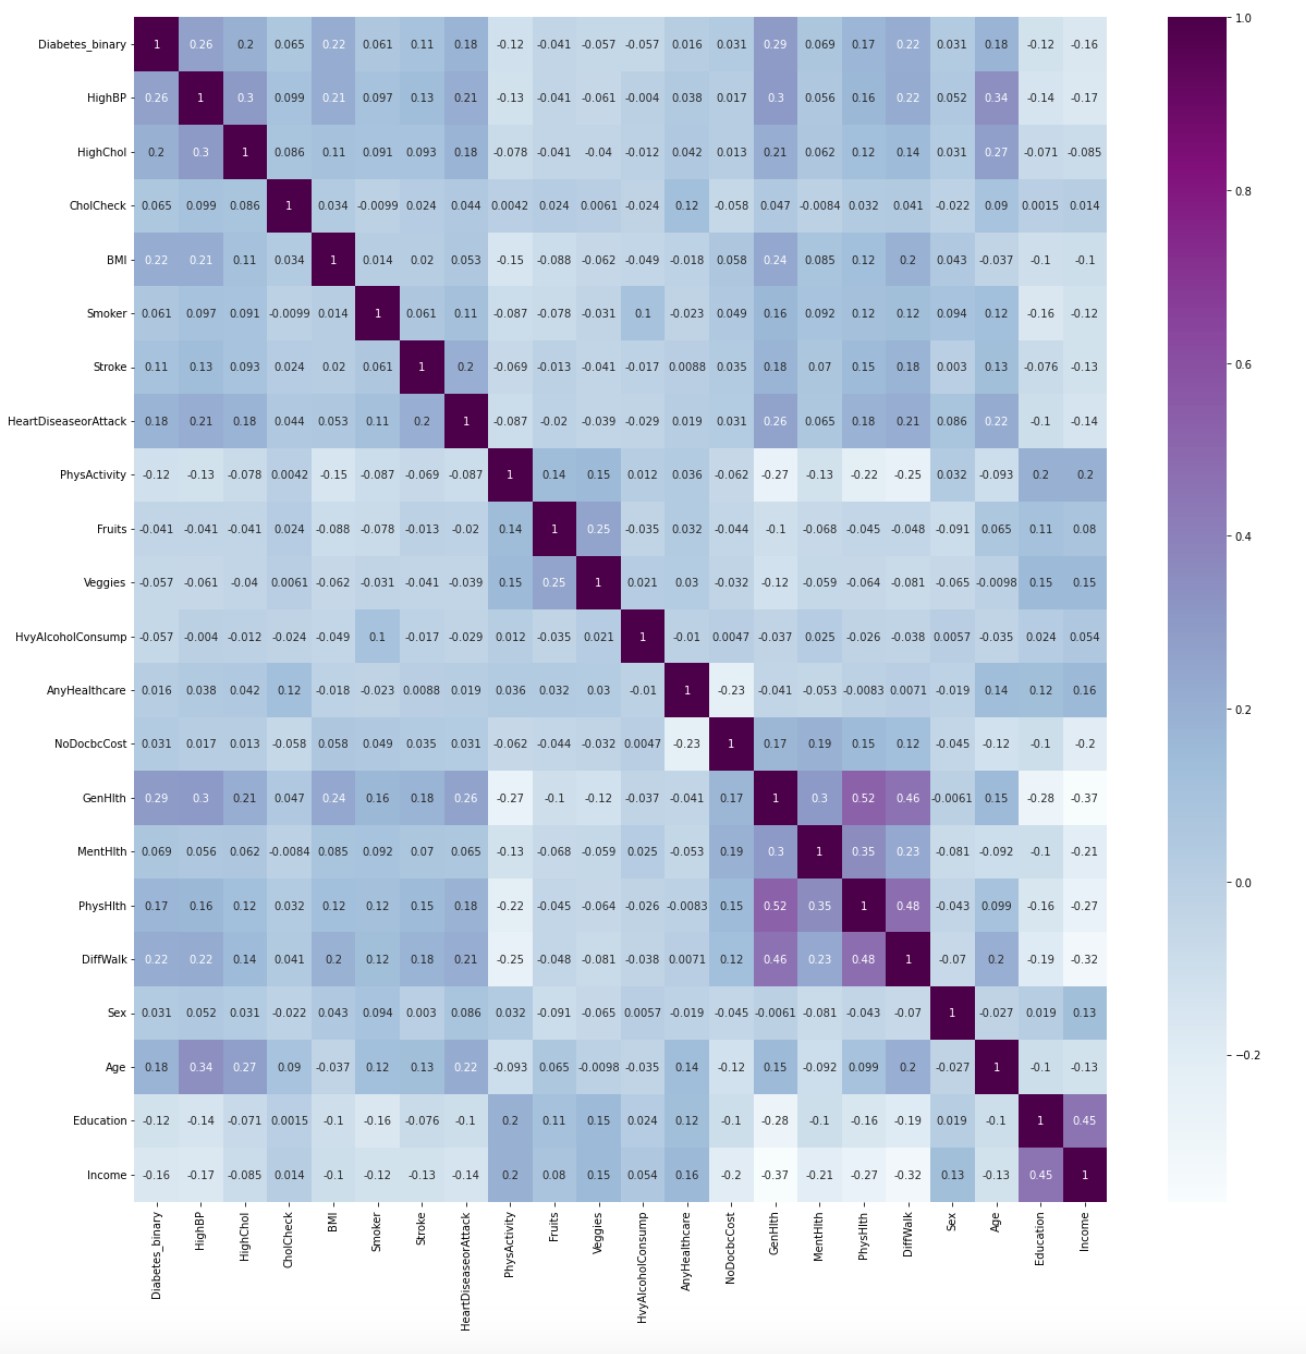 Diabetes_binary 1 0.26 0.2 0.065 0.22 0.061 0.11 0.18 -0.12 -0.041 -0.057 -0.057 0.016 0.031 0.29 0.069 0.17 0.22 0.031 0.18 -0.12 -0.16
HighBP 0.26 1 0.3 0.099 0.21 0.097 0.13 0.21 -0.13 -0.041 -0.061 -0.004 0.038 0.017 0.3 0.056 0.16 0.22 0.052 0.34 -0.14 -0.17
HighChol 0.2 0.3 1 0.086 0.11 0.091 0.093 0.18 -0.078 -0.041 -0.04 -0.012 0.042 0.013 0.21 0.062 0.12 0.14 0.031 0.27 -0.071 -0.085
CholCheck 0.065 0.099 0.086 1 0.034 -0.0099 0.024 0.044 0.0042 0.024 0.0061 -0.024 0.12 -0.058 0.047 -0.0084 0.032 0.041 -0.022 0.09 0.0015 0.014
BMI 0.22 0.21 0.11 0.034 1 0.014 0.02 0.053 -0.15 -0.088 -0.062 -0.049 -0.018 0.058 0.24 0.085 0.12 0.2 0.043 -0.037 -0.1 -0.1
Smoker 0.061 0.097 0.091 -0.0099 0.014 1 0.061 0.11 -0.087 -0.078 -0.031 0.1 -0.023 0.049 0.16 0.092 0.12 0.12 0.094 0.12 -0.16 -0.12
Stroke 0.11 0.13 0.093 0.024 0.02 0.061 1 0.2 -0.069 -0.013 -0.041 -0.017 0.0088 0.035 0.18 0.07 0.15 0.18 0.003 0.13 -0.076 -0.13
HeartDiseaseorAttack 0.18 0.21 0.18 0.044 0.053 0.11 0.2 1 -0.087 -0.02 -0.039 -0.029 0.019 0.031 0.26 0.065 0.18 0.21 0.086 0.22 -0.1 -0.14
PhysActivity -0.12 -0.13 -0.078 0.0042 -0.15 -0.087 -0.069 -0.087 1 0.14 0.15 0.012 0.036 -0.062 -0.27 -0.13 -0.22 -0.25 0.032 -0.093 0.2 0.2
Fruits -0.041 -0.041 -0.041 0.024 -0.088 -0.078 -0.013 -0.02 0.14 1 0.25 -0.035 0.032 -0.044 -0.1 -0.068 -0.045 -0.048 -0.091 0.065 0.11 0.08
Veggies -0.057 -0.061 -0.04 0.0061 -0.062 -0.031 -0.041 -0.039 0.15 0.25 1 0.021 0.03 -0.032 -0.12 -0.059 -0.064 -0.081 -0.065 -0.0098 0.15 0.15
HvyAlcoholConsump -0.057 -0.004 -0.012 -0.024 -0.049 0.1 -0.017 -0.029 0.012 -0.035 0.021 1 -0.01 0.0047 -0.037 0.025 -0.026 -0.038 0.0057 -0.035 0.024 0.054
AnyHealthcare 0.016 0.038 0.042 0.12 -0.018 -0.023 0.0088 0.019 0.036 0.032 0.03 -0.01 1 -0.23 -0.041 -0.053 -0.0083 0.0071 -0.019 0.14 0.12 0.16
NoDocbcCost 0.031 0.017 0.013 -0.058 0.058 0.049 0.035 0.031 -0.062 -0.044 -0.032 0.0047 -0.23 1 0.17 0.19 0.15 0.12 -0.045 -0.12 -0.1 -0.2
GenHlth 0.29 0.3 0.21 0.047 0.24 0.16 0.18 0.26 -0.27 -0.1 -0.12 -0.037 -0.041 0.17 1 0.3 0.52 0.46 -0.0061 0.15 -0.28 -0.37
MentHlth 0.069 0.056 0.062 -0.0084 0.085 0.092 0.07 0.065 -0.13 -0.068 -0.059 0.025 -0.053 0.19 0.3 1 0.35 0.23 -0.081 -0.092 -0.1 -0.21
PhysHlth 0.17 0.16 0.12 0.032 0.12 0.12 0.15 0.18 -0.22 -0.045 -0.064 -0.026 -0.0083 0.15 0.52 0.35 1 0.48 -0.043 0.099 -0.16 -0.27
DiffWalk 0.22 0.22 0.14 0.041 0.2 0.12 0.18 0.21 -0.25 -0.048 -0.081 -0.038 0.0071 0.12 0.46 0.23 0.48 1 -0.07 0.2 -0.19 -0.32
Sex 0.031 0.052 0.031 -0.022 0.043 0.094 0.003 0.086 0.032 -0.091 -0.065 0.0057 -0.019 -0.045 -0.0061 -0.081 -0.043 -0.07 1 -0.027 0.019 0.13
Age 0.18 0.34 0.27 0.09 -0.037 0.12 0.13 0.22 -0.093 0.065 -0.0098 -0.035 0.14 -0.12 0.15 -0.092 0.099 0.2 -0.027 1 -0.1 -0.13
Education -0.12 -0.14 -0.071 0.0015 -0.1 -0.16 -0.076 -0.1 0.2 0.11 0.15 0.024 0.12 -0.1 -0.28 -0.1 -0.16 -0.19 0.019 -0.1 1 0.45
Income -0.16 -0.17 -0.085 0.014 -0.1 -0.12 -0.13 -0.14 0.2 0.08 0.15 0.054 0.16 -0.2 -0.37 -0.21 -0.27 -0.32 0.13 -0.13 0.45 1
Diabetes_binary
HighBP
HighChol
CholCheck
BMI
Smoker
Stroke
HeartDiseaseorAttack
PhysActivity
Fruits
Veggies
HvyAlcoholConsump
AnyHealthcare
NoDocbcCost
GenHlth
MentHlth
PhysHlth
DiffWalk
Sex
Age
Education
Income
1.0
0.8
0.6
0.4
0.2
0.0
−0.2